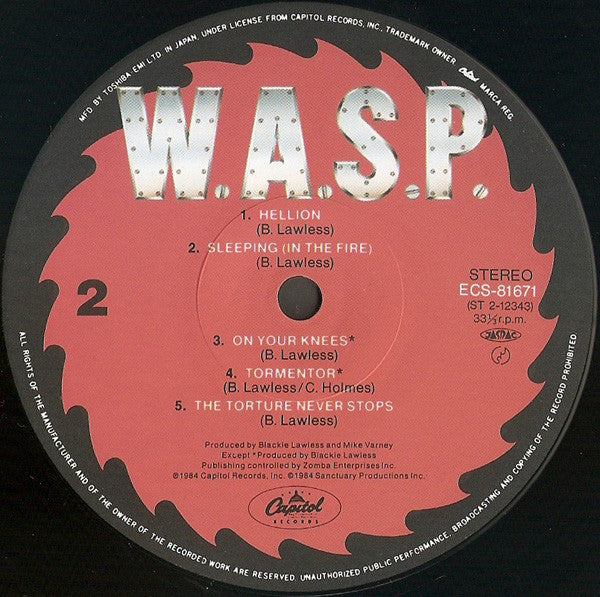 MFD. BY TOSHIBA EMI LTD. IN JAPAN, UNDER LICENSE FROM CAPITOL RECORDS, INC., TRADEMARK OWNER. Capitol MARCA REG.
W.A.S.P.
1. HELLION
(B. Lawless)
2. SLEEPING (IN THE FIRE)
(B. Lawless)
2
STEREO
ECS-81671
(ST 2-12343)
33⅓ r.p.m.
JASRAC
3. ON YOUR KNEES*
(B. Lawless)
4. TORMENTOR*
(B. Lawless/C. Holmes)
5. THE TORTURE NEVER STOPS
(B. Lawless)
Produced by Blackie Lawless and Mike Varney
Except *Produced by Blackie Lawless
Publishing controlled by Zomba Enterprises Inc.
℗1984 Capitol Records, Inc. ©1984 Sanctuary Productions Inc.
Capitol
RECORDS
ALL RIGHTS OF THE MANUFACTURER AND OF THE OWNER OF THE RECORDED WORK ARE RESERVED. UNAUTHORIZED PUBLIC PERFORMANCE, BROADCASTING AND COPYING OF THE RECORD PROHIBITED.